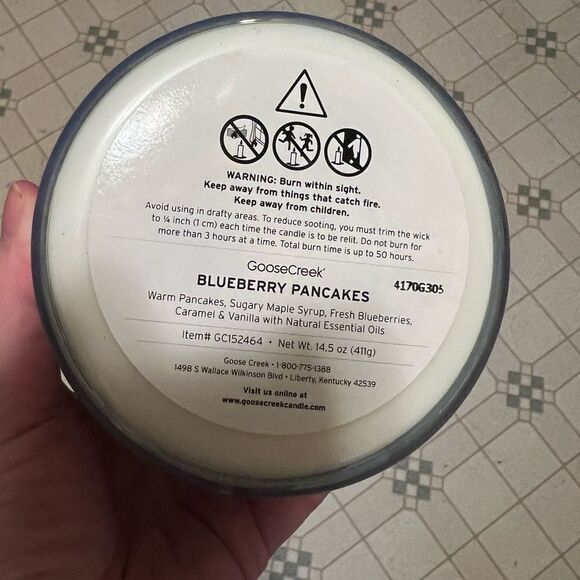 WARNING: Burn within sight.
Keep away from things that catch fire.
Keep away from children.
Avoid using in drafty areas. To reduce sooting, you must trim the wick
to ¼ inch (1 cm) each time the candle is to be relit. Do not burn for
more than 3 hours at a time. Total burn time is up to 50 hours.
GooseCreek®
4170G305
BLUEBERRY PANCAKES
Warm Pancakes, Sugary Maple Syrup, Fresh Blueberries,
Caramel & Vanilla with Natural Essential Oils
Item# GC152464 • Net Wt. 14.5 oz (411g)
Goose Creek • 1-800-775-1388
1498 S Wallace Wilkinson Blvd • Liberty, Kentucky 42539
Visit us online at
www.goosecreekcandle.com